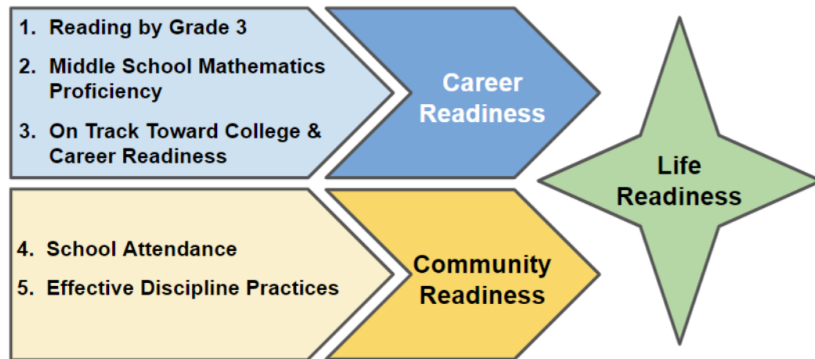 1. Reading by Grade 3
2. Middle School Mathematics
Proficiency
3. On Track Toward College &
Career Readiness
Career
Readiness
4. School Attendance
5. Effective Discipline Practices
Community
Readiness
Life
Readiness